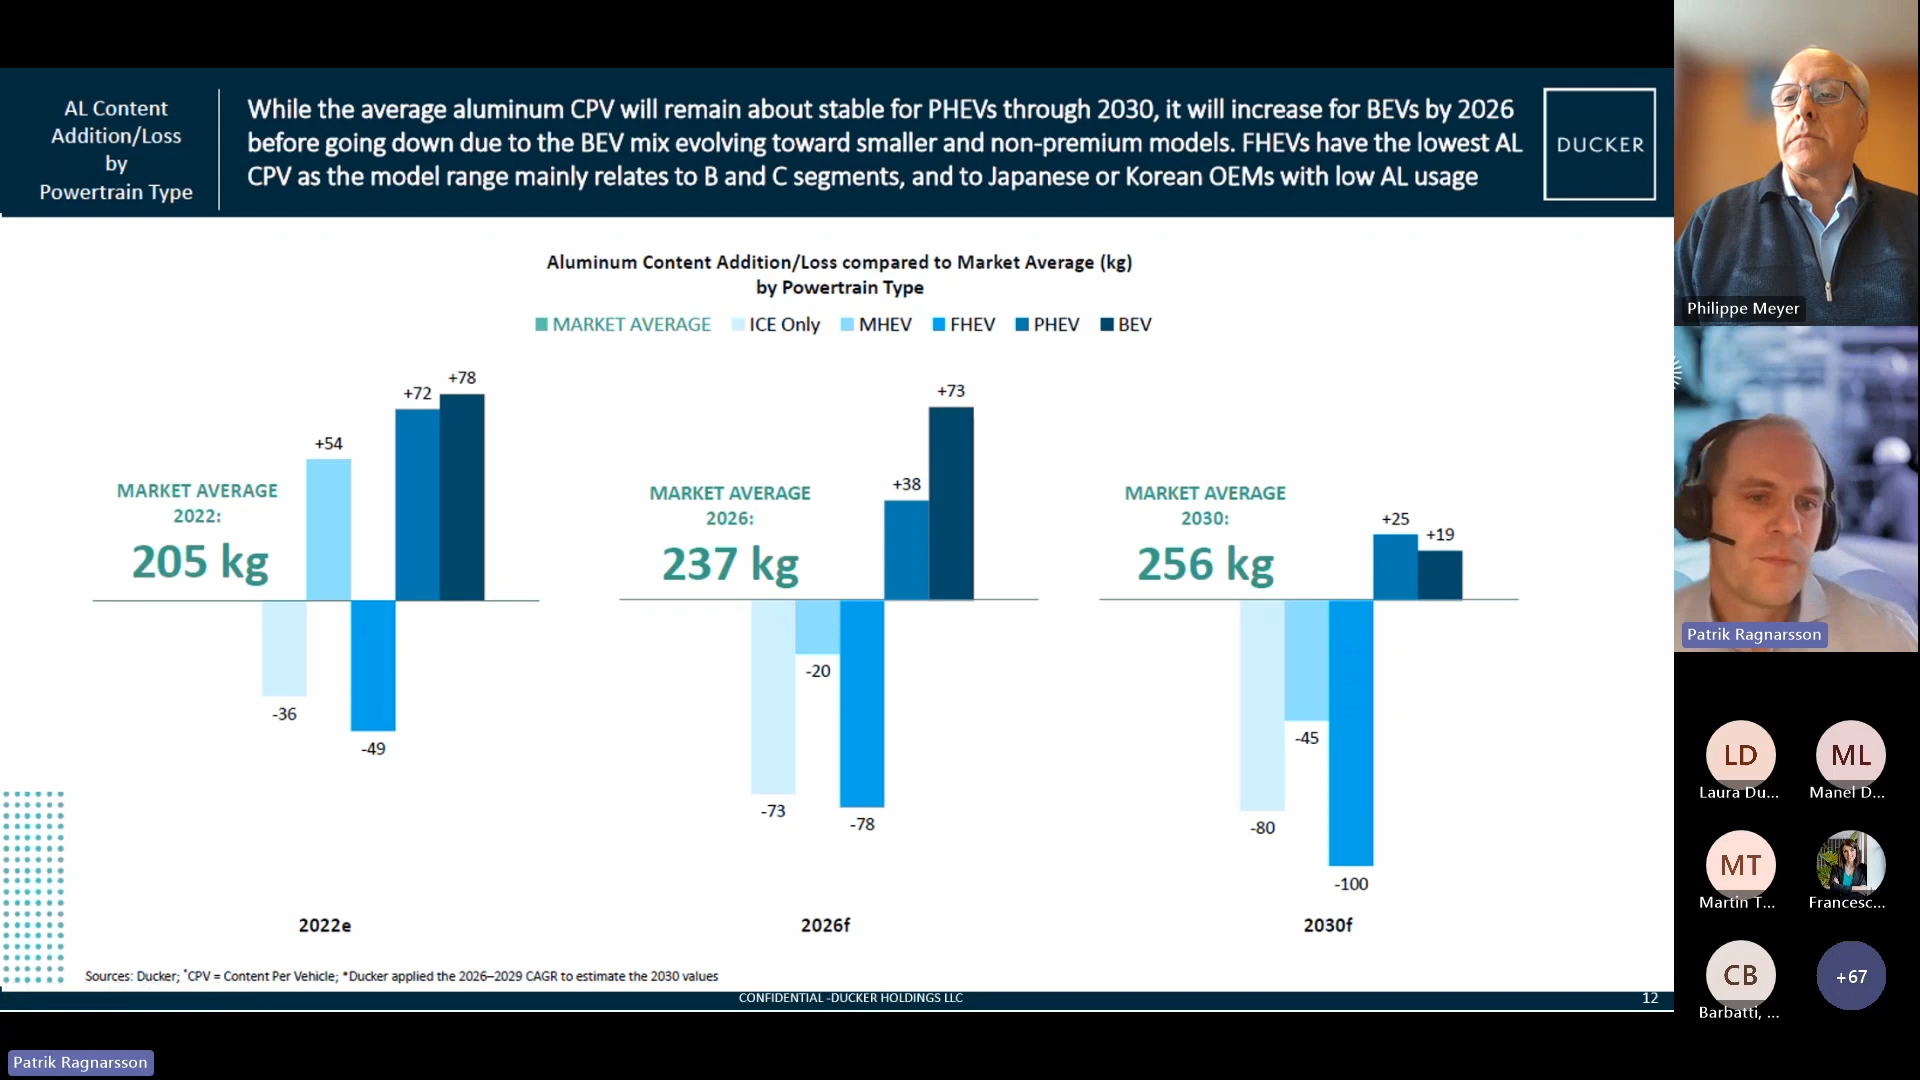 AL Content
Addition/Loss
by
Powertrain Type
While the average aluminum CPV will remain about stable for PHEVs through 2030, it will increase for BEVs by 2026
before going down due to the BEV mix evolving toward smaller and non-premium models. FHEVs have the lowest AL
CPV as the model range mainly relates to B and C segments, and to Japanese or Korean OEMs with low AL usage
DUCKER
Aluminum Content Addition/Loss compared to Market Average (kg)
by Powertrain Type
MARKET AVERAGE ICE Only MHEV FHEV PHEV BEV
MARKET AVERAGE
2022:
205 kg
-36
+54
-49
+72
+78
2022e
MARKET AVERAGE
2026:
237 kg
-73
-20
-78
+38
+73
2026f
MARKET AVERAGE
2030:
256 kg
-80
-45
-100
+25
+19
2030f
Sources: Ducker; *CPV = Content Per Vehicle; *Ducker applied the 2026–2029 CAGR to estimate the 2030 values
CONFIDENTIAL -DUCKER HOLDINGS LLC
12
Philippe Meyer
Patrik Ragnarsson
LD
Laura Du...
ML
Manel D...
MT
Martin T...
Francesc...
CB
Barbatti, ...
+67
Patrik Ragnarsson